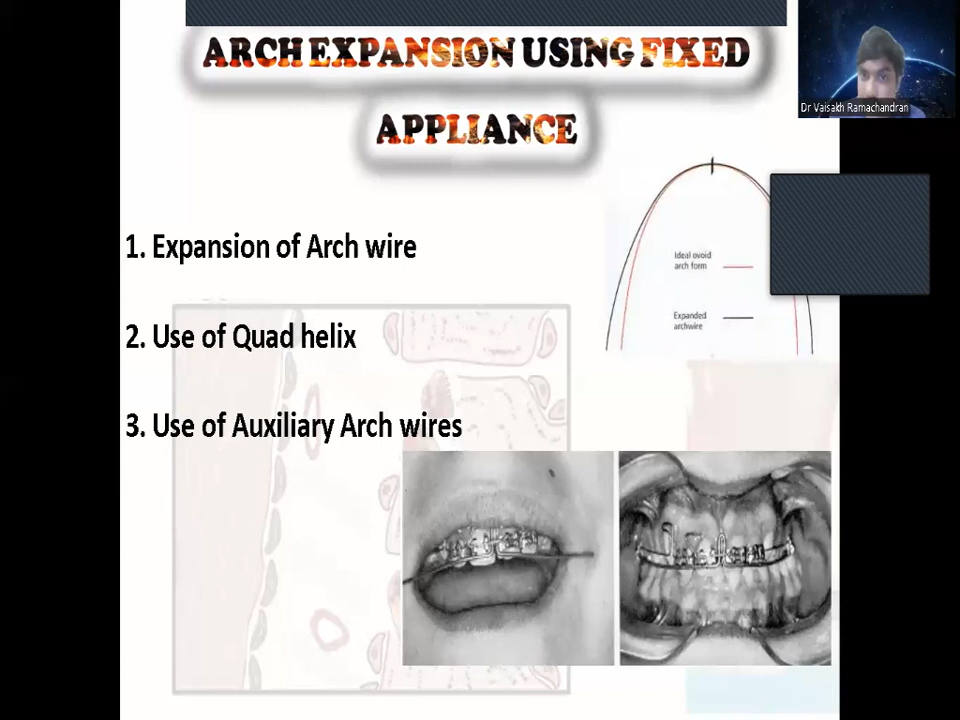 ARCH EXPANSION USING FIXED
APPLIANCE
Dr Vaisakh Ramachandran
1. Expansion of Arch wire
Ideal ovoid
arch form
Expanded
archwire
2. Use of Quad helix
3. Use of Auxiliary Arch wires